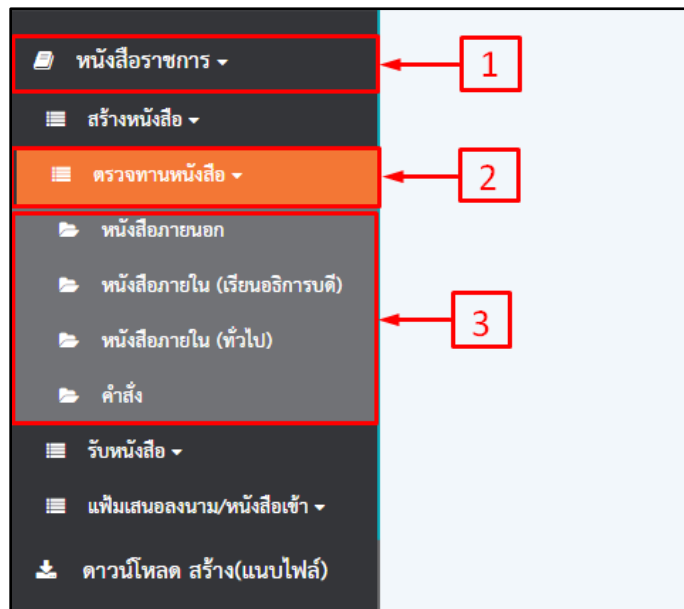 หนังสือราชการ
1
สร้างหนังสือ
ตรวจทานหนังสือ
2
หนังสือภายนอก
หนังสือภายใน (เรียนอธิการบดี)
3
หนังสือภายใน (ทั่วไป)
คำสั่ง
รับหนังสือ
แฟ้มเสนอลงนาม/หนังสือเข้า
ดาวน์โหลด สร้าง(แนบไฟล์)